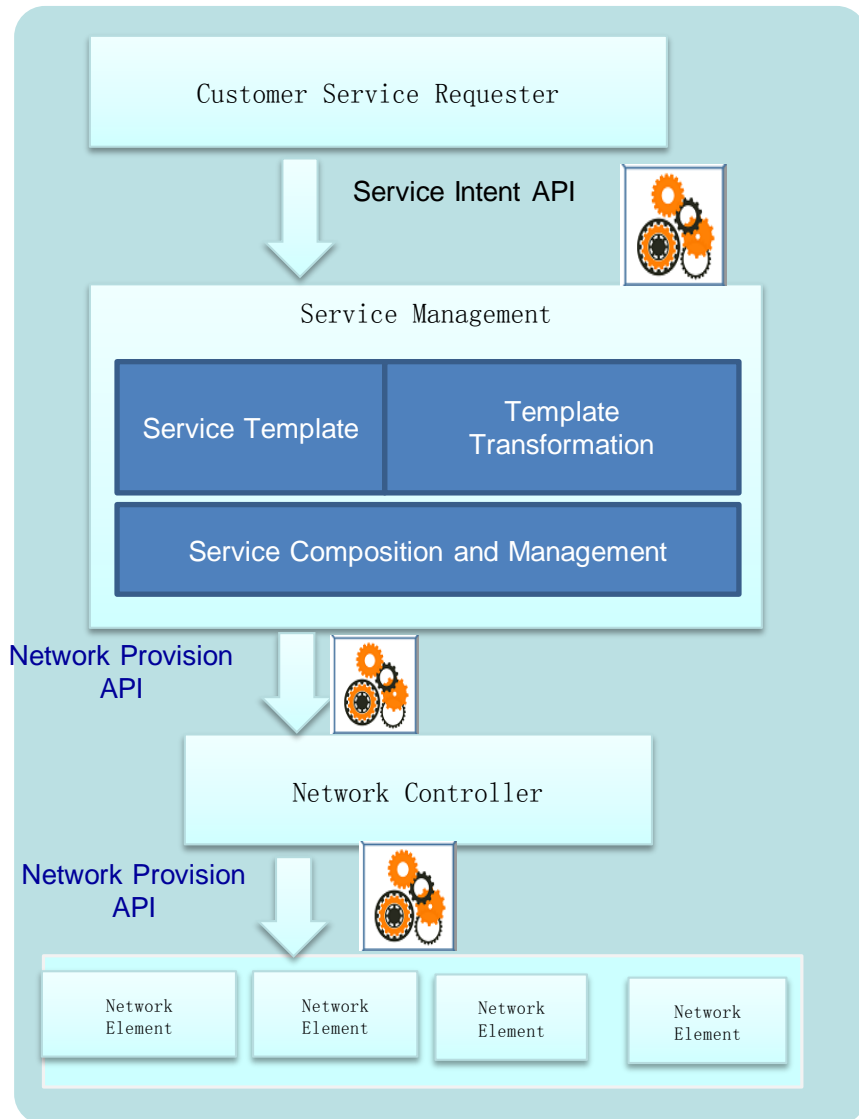 Customer Service Requester
Service Intent API
Service Management
Service Template
Template
Transformation
Service Composition and Management
Network Provision
API
Network Controller
Network Provision
API
Network
Element
Network
Element
Network
Element
Network
Element